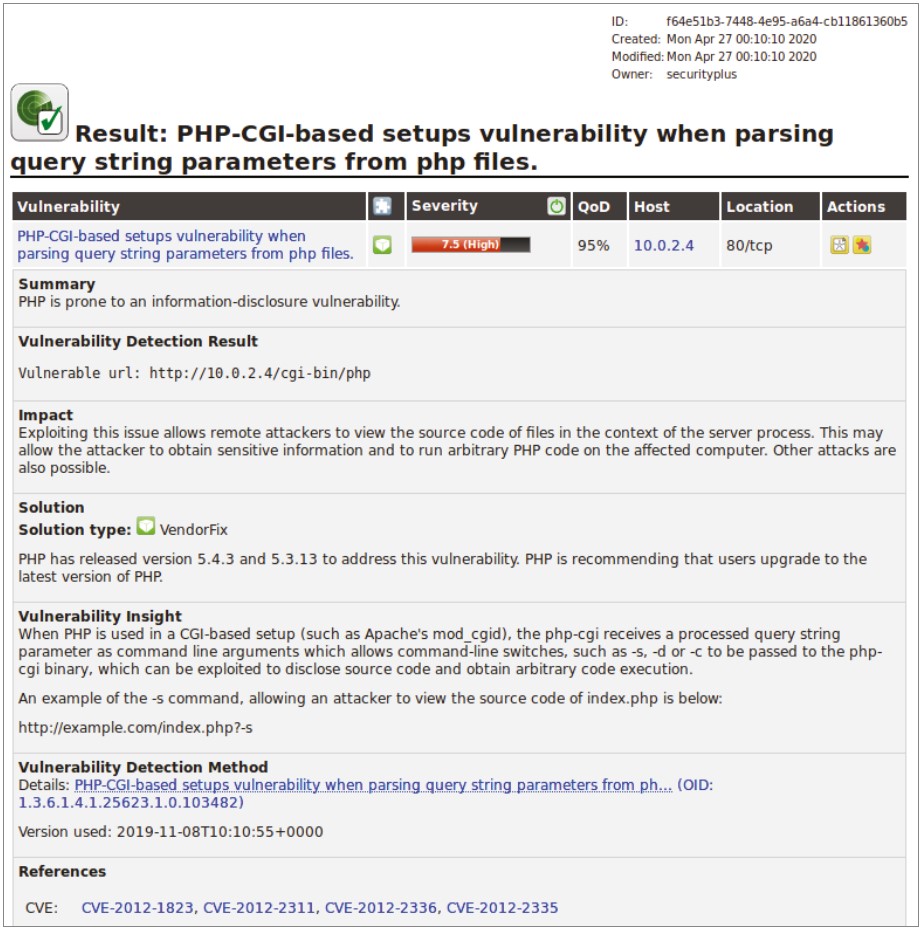 ID: f64e51b3-7448-4e95-a6a4-cb11861360b5
Created: Mon Apr 27 00:10:10 2020
Modified: Mon Apr 27 00:10:10 2020
Owner: securityplus
Result: PHP-CGI-based setups vulnerability when parsing
query string parameters from php files.
Vulnerability Severity QoD Host Location Actions
PHP-CGI-based setups vulnerability when
parsing query string parameters from php files.
7.5 (High) 95% 10.0.2.4 80/tcp
Summary
PHP is prone to an information-disclosure vulnerability.
Vulnerability Detection Result
Vulnerable url: http://10.0.2.4/cgi-bin/php
Impact
Exploiting this issue allows remote attackers to view the source code of files in the context of the server process. This may
allow the attacker to obtain sensitive information and to run arbitrary PHP code on the affected computer. Other attacks are
also possible.
Solution
Solution type: VendorFix
PHP has released version 5.4.3 and 5.3.13 to address this vulnerability. PHP is recommending that users upgrade to the
latest version of PHP.
Vulnerability Insight
When PHP is used in a CGI-based setup (such as Apache's mod_cgid), the php-cgi receives a processed query string
parameter as command line arguments which allows command-line switches, such as -s, -d or -c to be passed to the php-
cgi binary, which can be exploited to disclose source code and obtain arbitrary code execution.
An example of the -s command, allowing an attacker to view the source code of index.php is below:
http://example.com/index.php?-s
Vulnerability Detection Method
Details: PHP-CGI-based setups vulnerability when parsing query string parameters from ph... (OID:
1.3.6.1.4.1.25623.1.0.103482)
Version used: 2019-11-08T10:10:55+0000
References
CVE: CVE-2012-1823, CVE-2012-2311, CVE-2012-2336, CVE-2012-2335